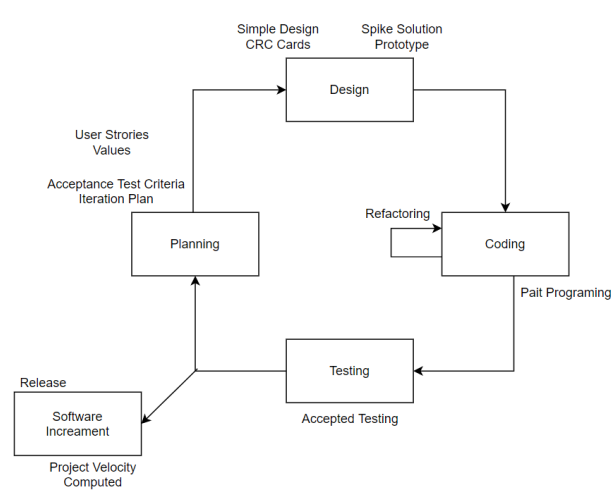 Simple Design
CRC Cards
Spike Solution
Prototype
Design
User Strories
Values
Acceptance Test Criteria
Iteration Plan
Planning
Refactoring
Coding
Pait Programing
Testing
Accepted Testing
Release
Software
Increament
Project Velocity
Computed